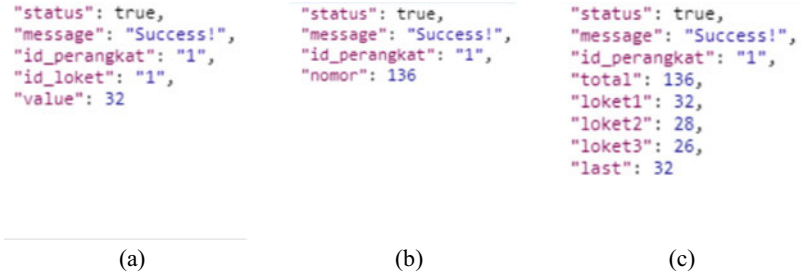 "status": true,
"message": "Success!",
"id_perangkat": "1",
"id_loket": "1",
"value": 32
(a)
"status": true,
"message": "Success!",
"id_perangkat": "1",
"nomor": 136
(b)
"status": true,
"message": "Success!",
"id_perangkat": "1",
"total": 136,
"loket1": 32,
"loket2": 28,
"loket3": 26,
"last": 32
(c)